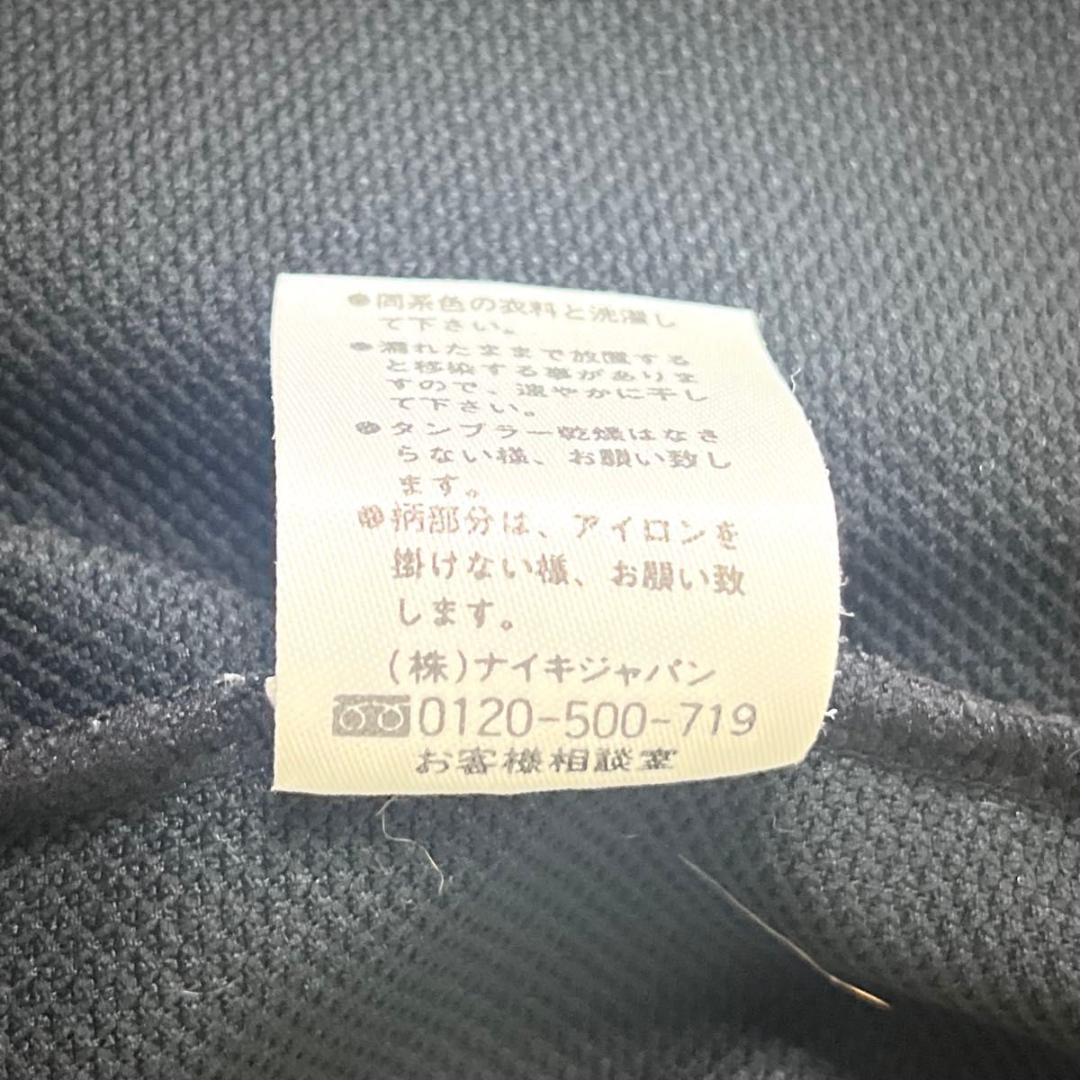 ●同系色の衣料と洗濯し
て下さい。
●濡れたままで放置する
と移染する事がありま
すので、速やかに干し
て下さい。
●タンブラー乾燥はなさ
らない様、お願い致し
ます。
●柄部分は、アイロンを
掛けない様、お願い致
します。
(株)ナイキジャパン
0120-500-719
お客様相談室